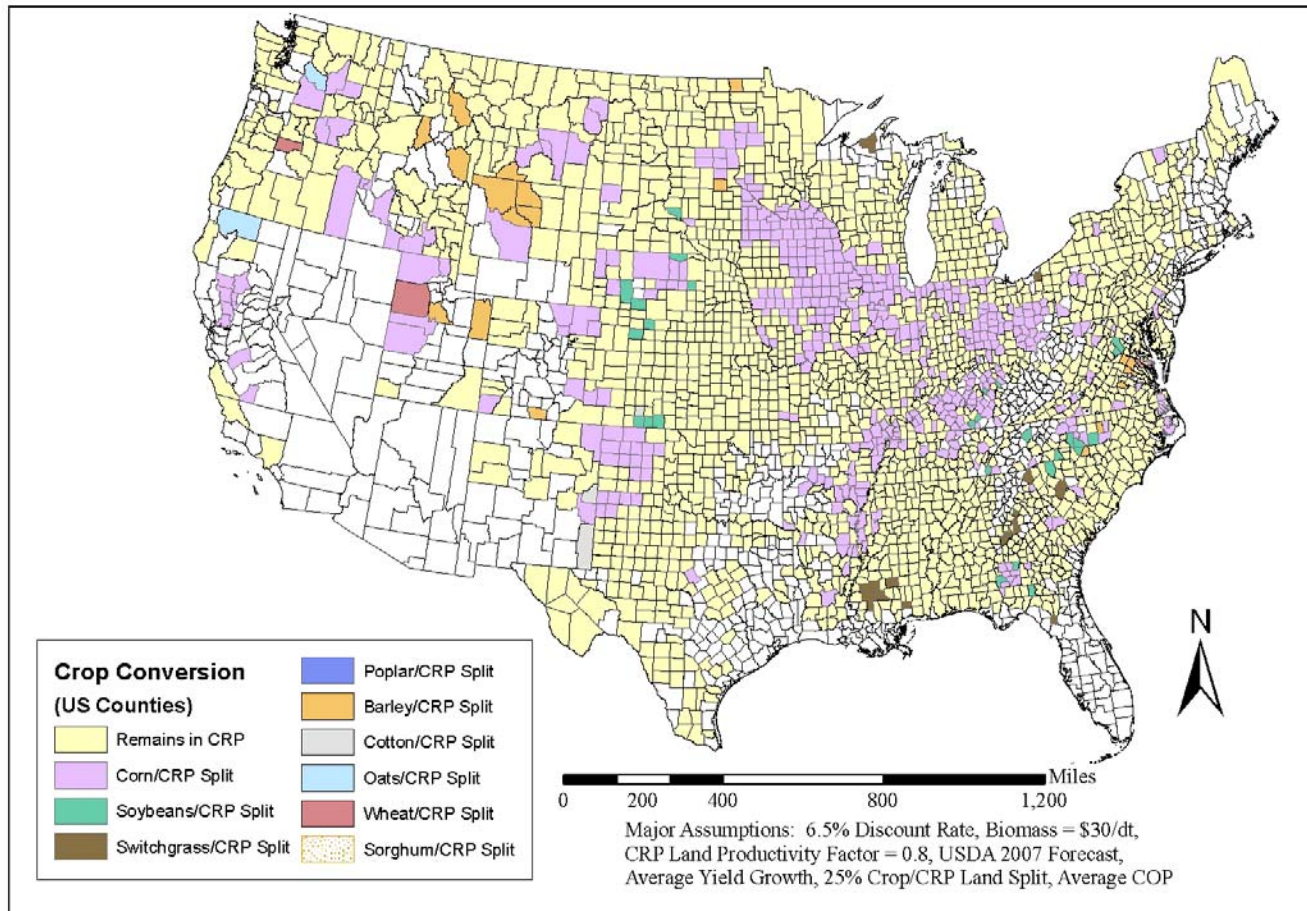 N
Crop Conversion
(US Counties)
Remains in CRP
Corn/CRP Split
Soybeans/CRP Split
Switchgrass/CRP Split
Poplar/CRP Split
Barley/CRP Split
Cotton/CRP Split
Oats/CRP Split
Wheat/CRP Split
Sorghum/CRP Split
Miles
0 200 400 800 1,200
Major Assumptions: 6.5% Discount Rate, Biomass = $30/dt,
CRP Land Productivity Factor = 0.8, USDA 2007 Forecast,
Average Yield Growth, 25% Crop/CRP Land Split, Average COP